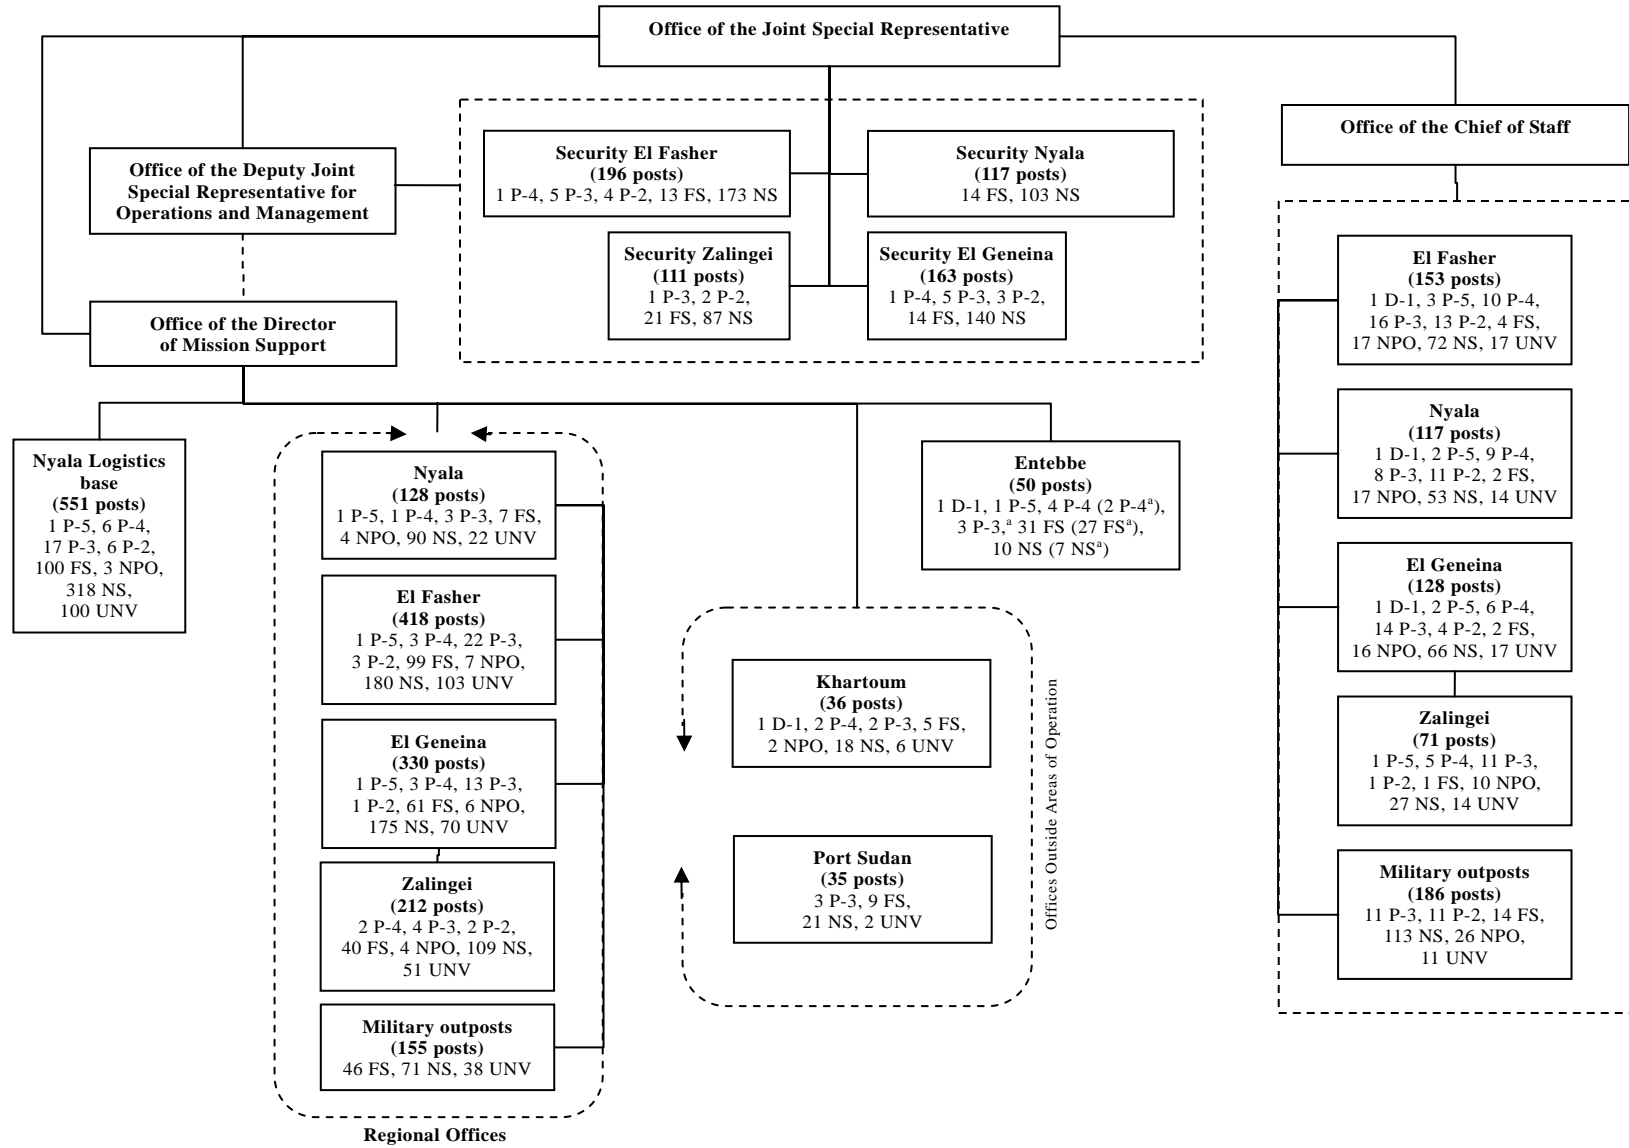 Office of the Joint Special Representative
Office of the Deputy Joint
Special Representative for
Operations and Management
Office of the Director
of Mission Support
Security El Fasher
(196 posts)
1 P-4, 5 P-3, 4 P-2, 13 FS, 173 NS
Security Nyala
(117 posts)
14 FS, 103 NS
Security Zalingei
(111 posts)
1 P-3, 2 P-2,
21 FS, 87 NS
Security El Geneina
(163 posts)
1 P-4, 5 P-3, 3 P-2,
14 FS, 140 NS
Office of the Chief of Staff
El Fasher
(153 posts)
1 D-1, 3 P-5, 10 P-4,
16 P-3, 13 P-2, 4 FS,
17 NPO, 72 NS, 17 UNV
Nyala
(117 posts)
1 D-1, 2 P-5, 9 P-4,
8 P-3, 11 P-2, 2 FS,
17 NPO, 53 NS, 14 UNV
El Geneina
(128 posts)
1 D-1, 2 P-5, 6 P-4,
14 P-3, 4 P-2, 2 FS,
16 NPO, 66 NS, 17 UNV
Zalingei
(71 posts)
1 P-5, 5 P-4, 11 P-3,
1 P-2, 1 FS, 10 NPO,
27 NS, 14 UNV
Military outposts
(186 posts)
11 P-3, 11 P-2, 14 FS,
113 NS, 26 NPO,
11 UNV
Nyala Logistics
base
(551 posts)
1 P-5, 6 P-4,
17 P-3, 6 P-2,
100 FS, 3 NPO,
318 NS,
100 UNV
Nyala
(128 posts)
1 P-5, 1 P-4, 3 P-3, 7 FS,
4 NPO, 90 NS, 22 UNV
El Fasher
(418 posts)
1 P-5, 3 P-4, 22 P-3,
3 P-2, 99 FS, 7 NPO,
180 NS, 103 UNV
El Geneina
(330 posts)
1 P-5, 3 P-4, 13 P-3,
1 P-2, 61 FS, 6 NPO,
175 NS, 70 UNV
Zalingei
(212 posts)
2 P-4, 4 P-3, 2 P-2,
40 FS, 4 NPO, 109 NS,
51 UNV
Military outposts
(155 posts)
46 FS, 71 NS, 38 UNV
Regional Offices
Entebbe
(50 posts)
1 D-1, 1 P-5, 4 P-4 (2 P-4ᵃ),
3 P-3,ᵃ 31 FS (27 FSᵃ),
10 NS (7 NSᵃ)
Khartoum
(36 posts)
1 D-1, 2 P-4, 2 P-3, 5 FS,
2 NPO, 18 NS, 6 UNV
Port Sudan
(35 posts)
3 P-3, 9 FS,
21 NS, 2 UNV
Offices Outside Areas of Operation